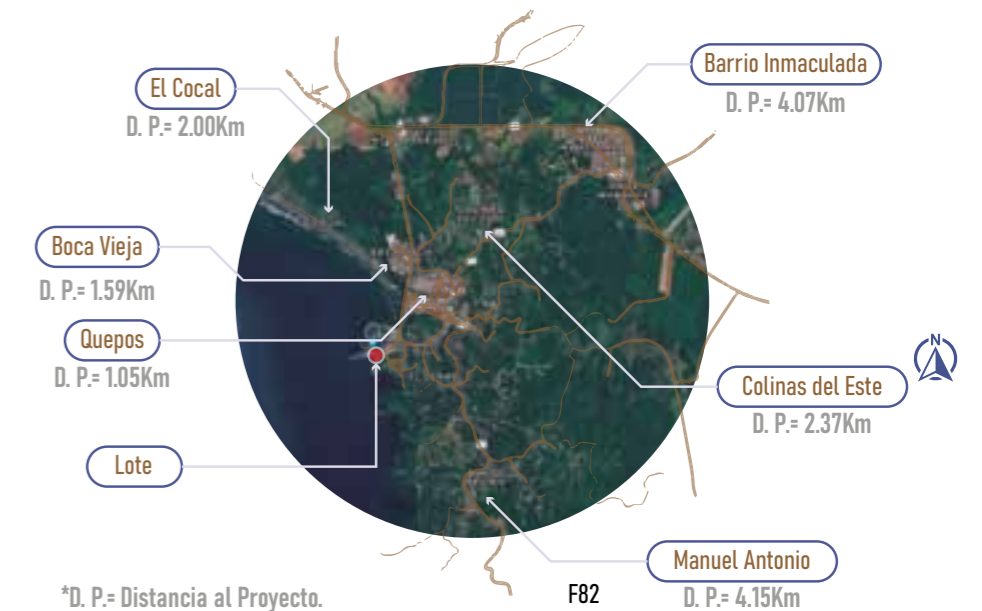 El Cocal
D. P.= 2.00Km
Barrio Inmaculada
D. P.= 4.07Km
Boca Vieja
D. P.= 1.59Km
Quepos
D. P.= 1.05Km
N
Colinas del Este
D. P.= 2.37Km
Lote
Manuel Antonio
D. P.= 4.15Km
*D. P.= Distancia al Proyecto.
F82